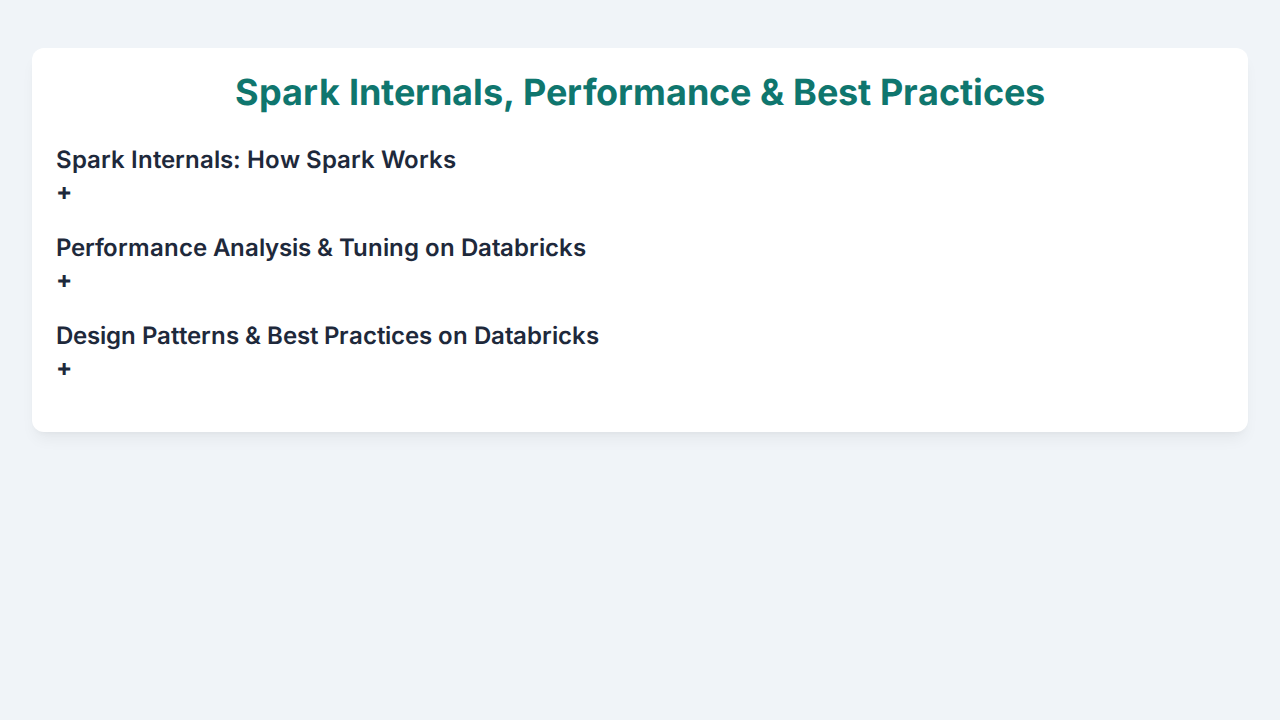 Spark Internals, Performance & Best Practices
Spark Internals: How Spark Works
+
Performance Analysis & Tuning on Databricks
+
Design Patterns & Best Practices on Databricks
+